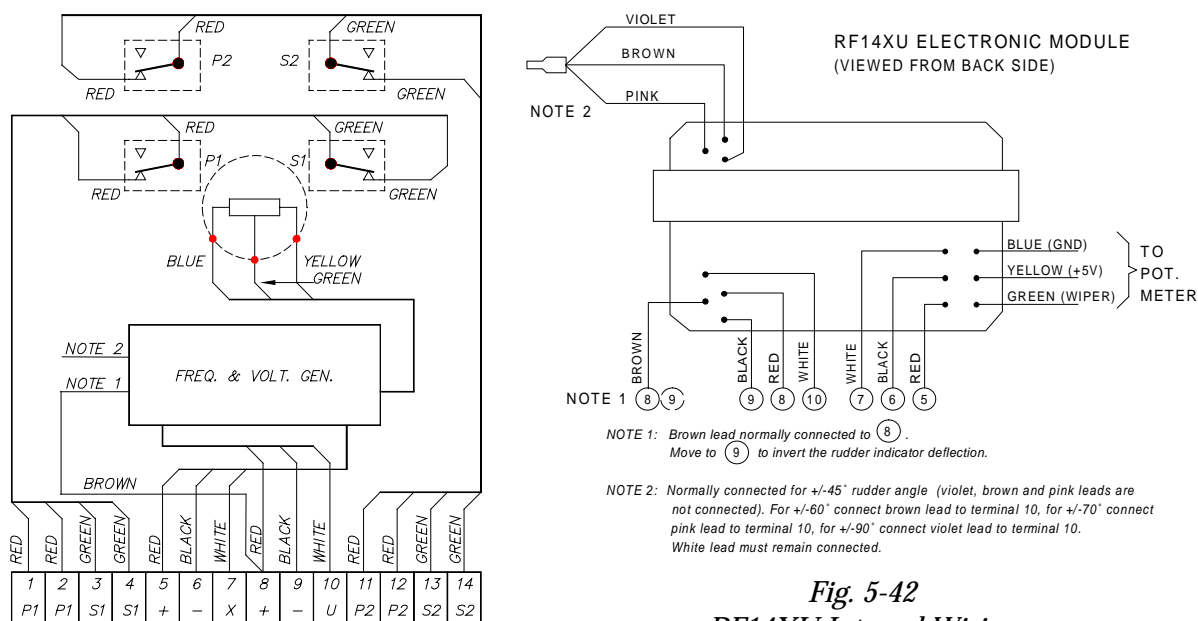 RED
GREEN
P2
S2
RED
GREEN
RED
GREEN
P1
S1
RED
GREEN
BLUE
YELLOW
GREEN
NOTE 2
NOTE 1
FREQ. & VOLT. GEN.
BROWN
RED
RED
GREEN
GREEN
RED
BLACK
WHITE
RED
BLACK
WHITE
RED
RED
GREEN
GREEN
1 2 3 4 5 6 7 8 9 10 11 12 13 14
P1 P1 S1 S1 + - X + - U P2 P2 S2 S2
VIOLET
BROWN
PINK
NOTE 2
RF14XU ELECTRONIC MODULE
(VIEWED FROM BACK SIDE)
BLUE (GND)
YELLOW (+5V)
GREEN (WIPER)
TO
POT.
METER
BROWN
BLACK
RED
WHITE
WHITE
BLACK
RED
NOTE 1 8 9 9 8 10 7 6 5
NOTE 1: Brown lead normally connected to 8 .
Move to 9 to invert the rudder indicator deflection.
NOTE 2: Normally connected for +/-45° rudder angle (violet, brown and pink leads are
not connected). For +/-60° connect brown lead to terminal 10, for +/-70° connect
pink lead to terminal 10, for +/-90° connect violet lead to terminal 10.
White lead must remain connected.
Fig. 5-42